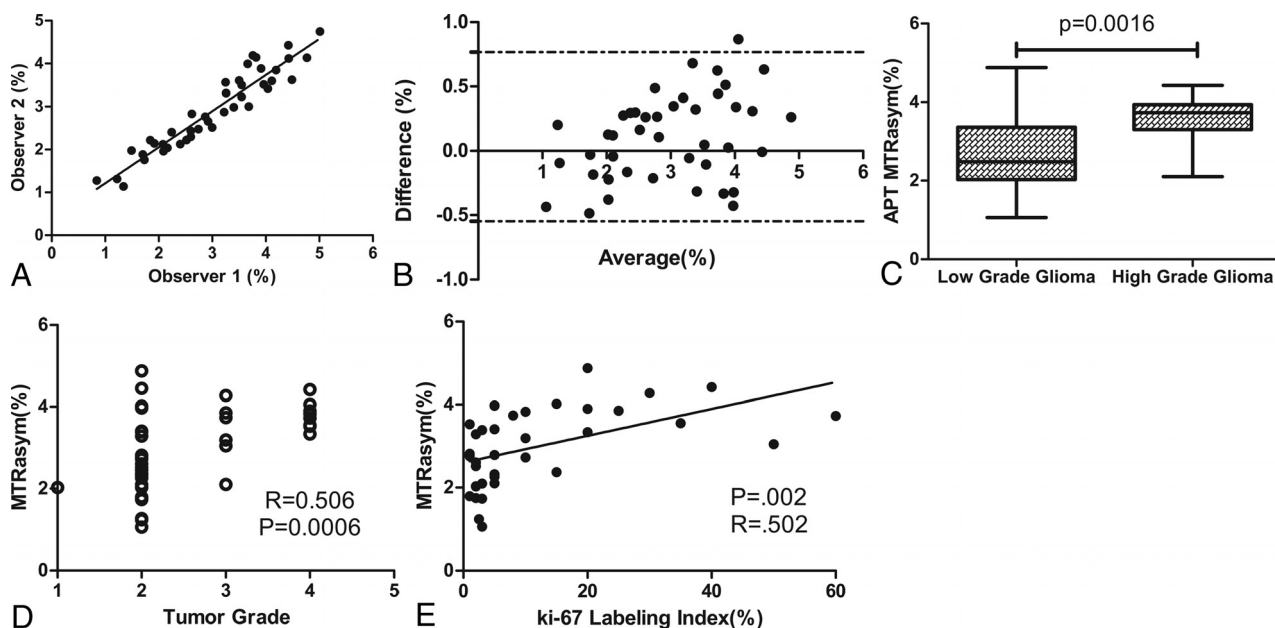 5
4
3
2
1
0
0 1 2 3 4 5 6
Observer 2 (%)
Observer 1 (%)
A
1.0
0.5
0.0
-0.5
-1.0
1 2 3 4 5 6
Difference (%)
Average(%)
B
p=0.0016
6
4
2
0
APT MTRasym(%)
Low Grade Glioma High Grade Glioma
C
6
4
2
0
1 2 3 4 5
MTRasym(%)
R=0.506
P=0.0006
Tumor Grade
D
6
4
2
0
0 20 40 60
MTRasym(%)
P=.002
R=.502
ki-67 Labeling Index(%)
E